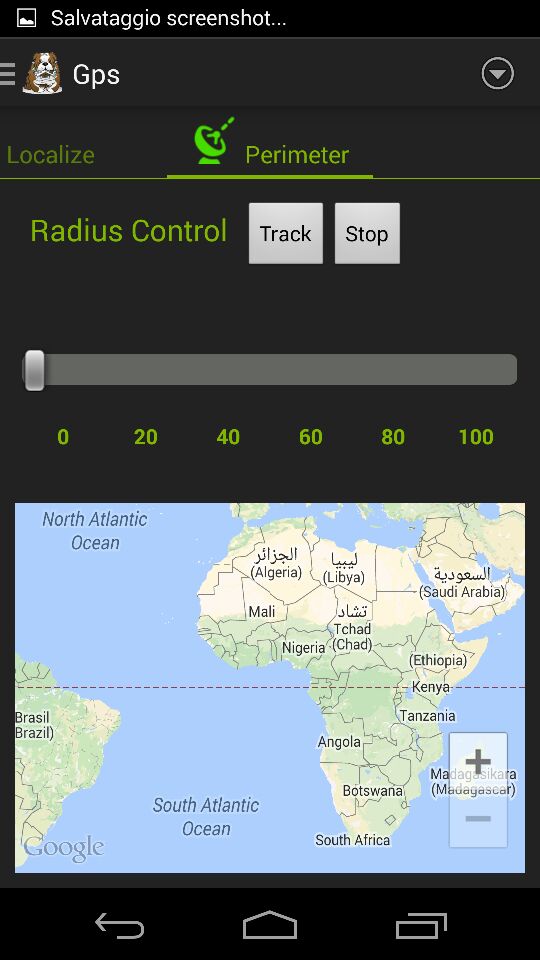 Salvataggio screenshot...
Gps
Localize
Perimeter
Radius Control
Track
Stop
0 20 40 60 80 100
North Atlantic
Ocean
الجزائر
(Algeria)
ليبيا
(Libya)
السعودية
(Saudi Arabia)
Mali
تشاد
Tchad
(Chad)
Nigeria
(Ethiopia)
Kenya
Brasil
Brazil)
Tanzania
Angola
Madagasikara
(Madagascar)
Botswana
South Atlantic
Ocean
South Africa
Google